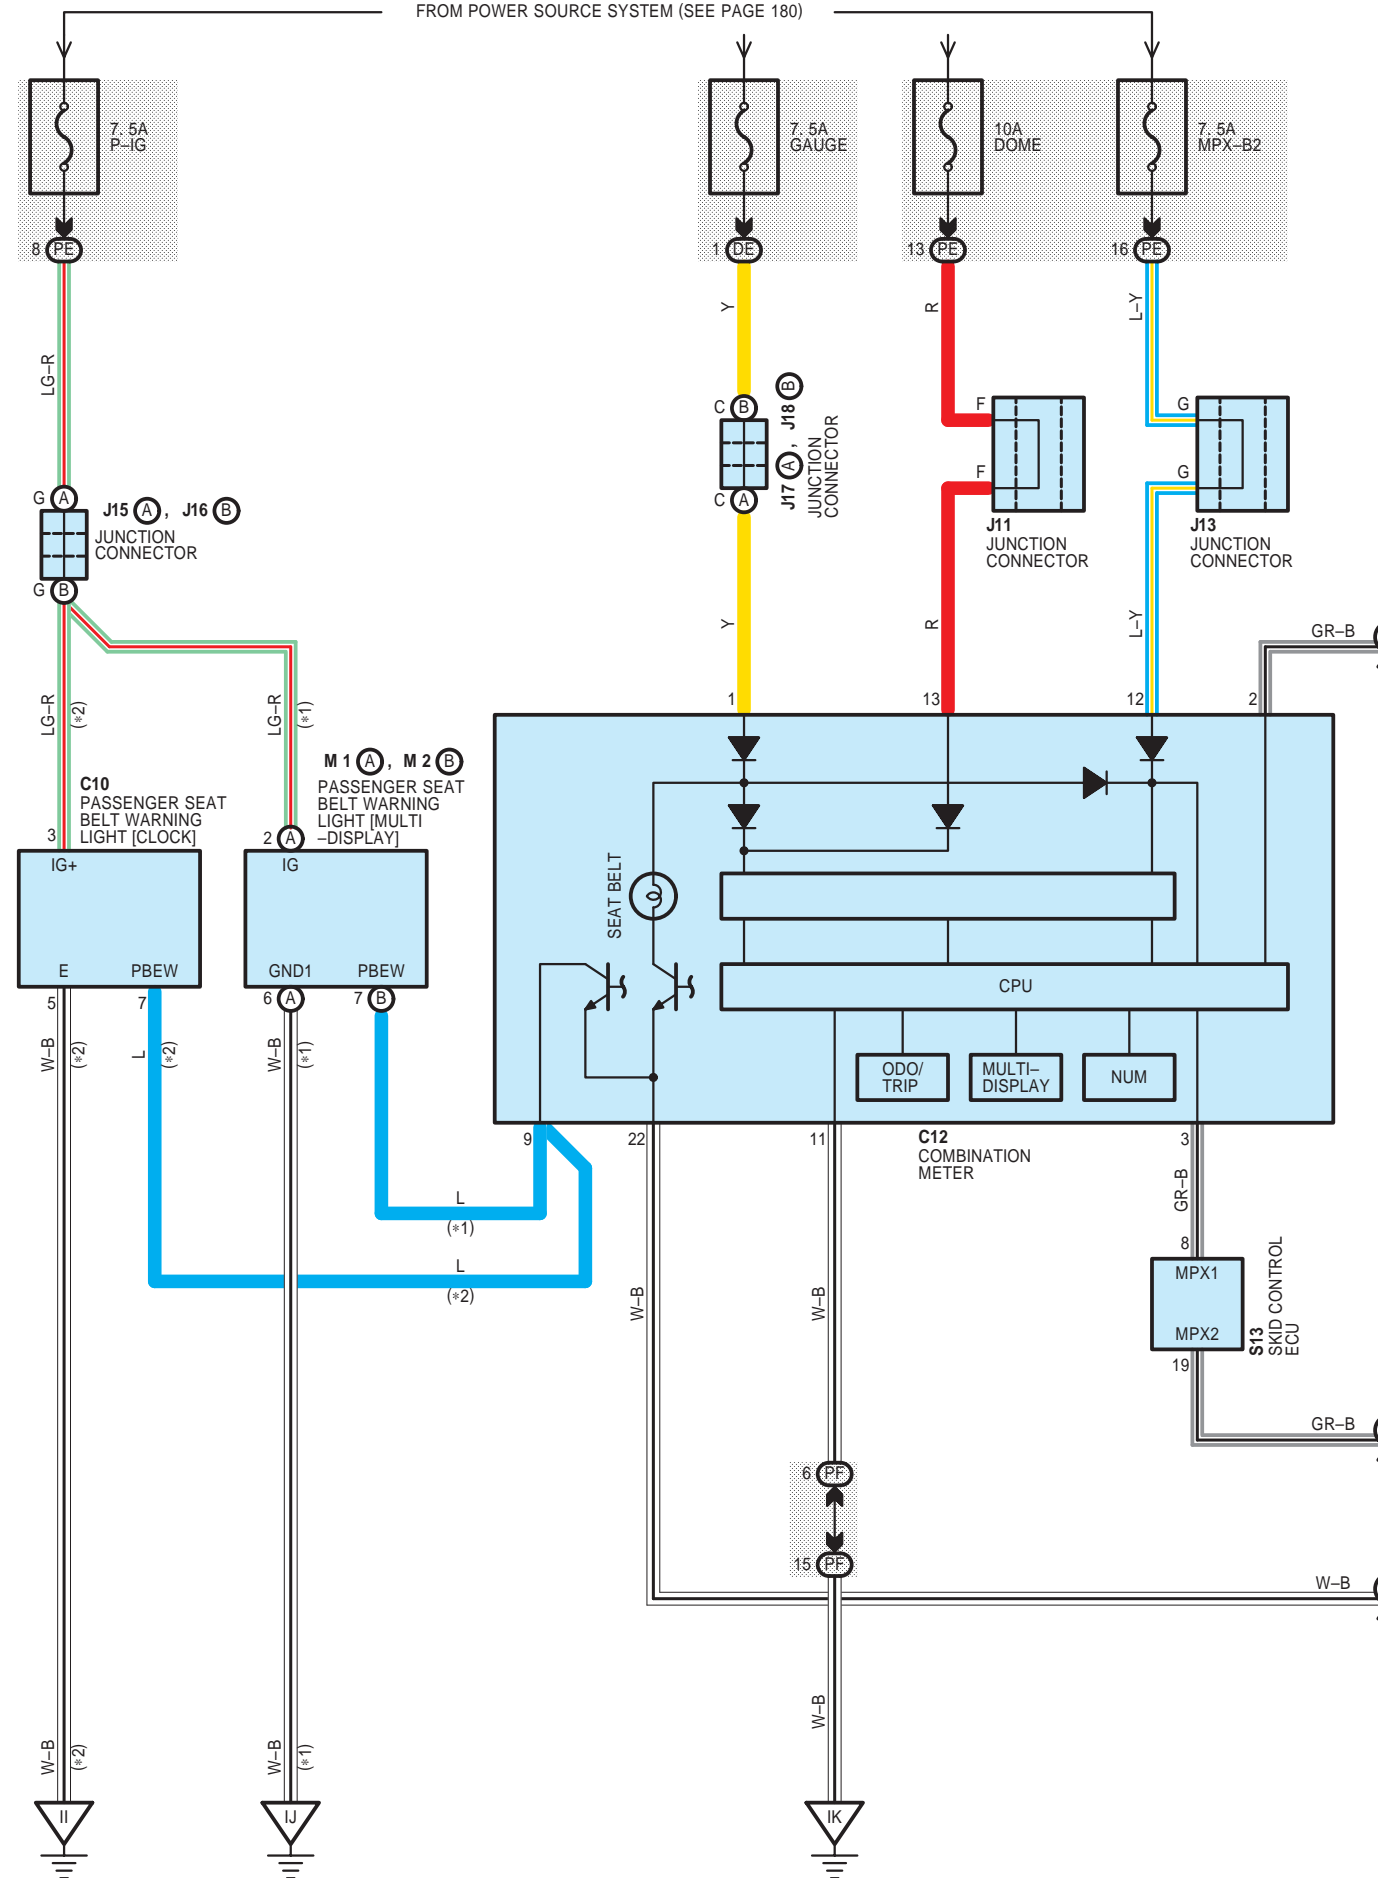 FROM POWER SOURCE SYSTEM (SEE PAGE 180)
7. 5A
P–IG
7. 5A
GAUGE
10A
DOME
7. 5A
MPX–B2
8 PE
1 DE
13 PE
16 PE
LG–R
Y
R
L–Y
C B
J17 A , J18 B
JUNCTION
CONNECTOR
C A
F
F
J11
JUNCTION
CONNECTOR
G
G
J13
JUNCTION
CONNECTOR
G A
J15 A , J16 B
JUNCTION
CONNECTOR
G B
Y
R
L–Y
GR–B
LG–R
(*2)
LG–R
(*1)
1
13
12
2
C10
PASSENGER SEAT
BELT WARNING
LIGHT [CLOCK]
3
M 1 A , M 2 B
PASSENGER SEAT
BELT WARNING
LIGHT [MULTI
–DISPLAY]
2 A
IG+
IG
SEAT BELT
E
PBEW
GND1
PBEW
CPU
5
7
6 A
7 B
W–B
(*2)
L
(*2)
W–B
(*1)
ODO/
TRIP
MULTI–
DISPLAY
NUM
9
22
11
C12
COMBINATION
METER
3
L
(*1)
L
(*2)
GR–B
8
MPX1
MPX2
S13
SKID CONTROL
ECU
19
W–B
W–B
GR–B
6 PF
15 PF
W–B
W–B
W–B
(*2)
W–B
(*1)
II
IJ
IK